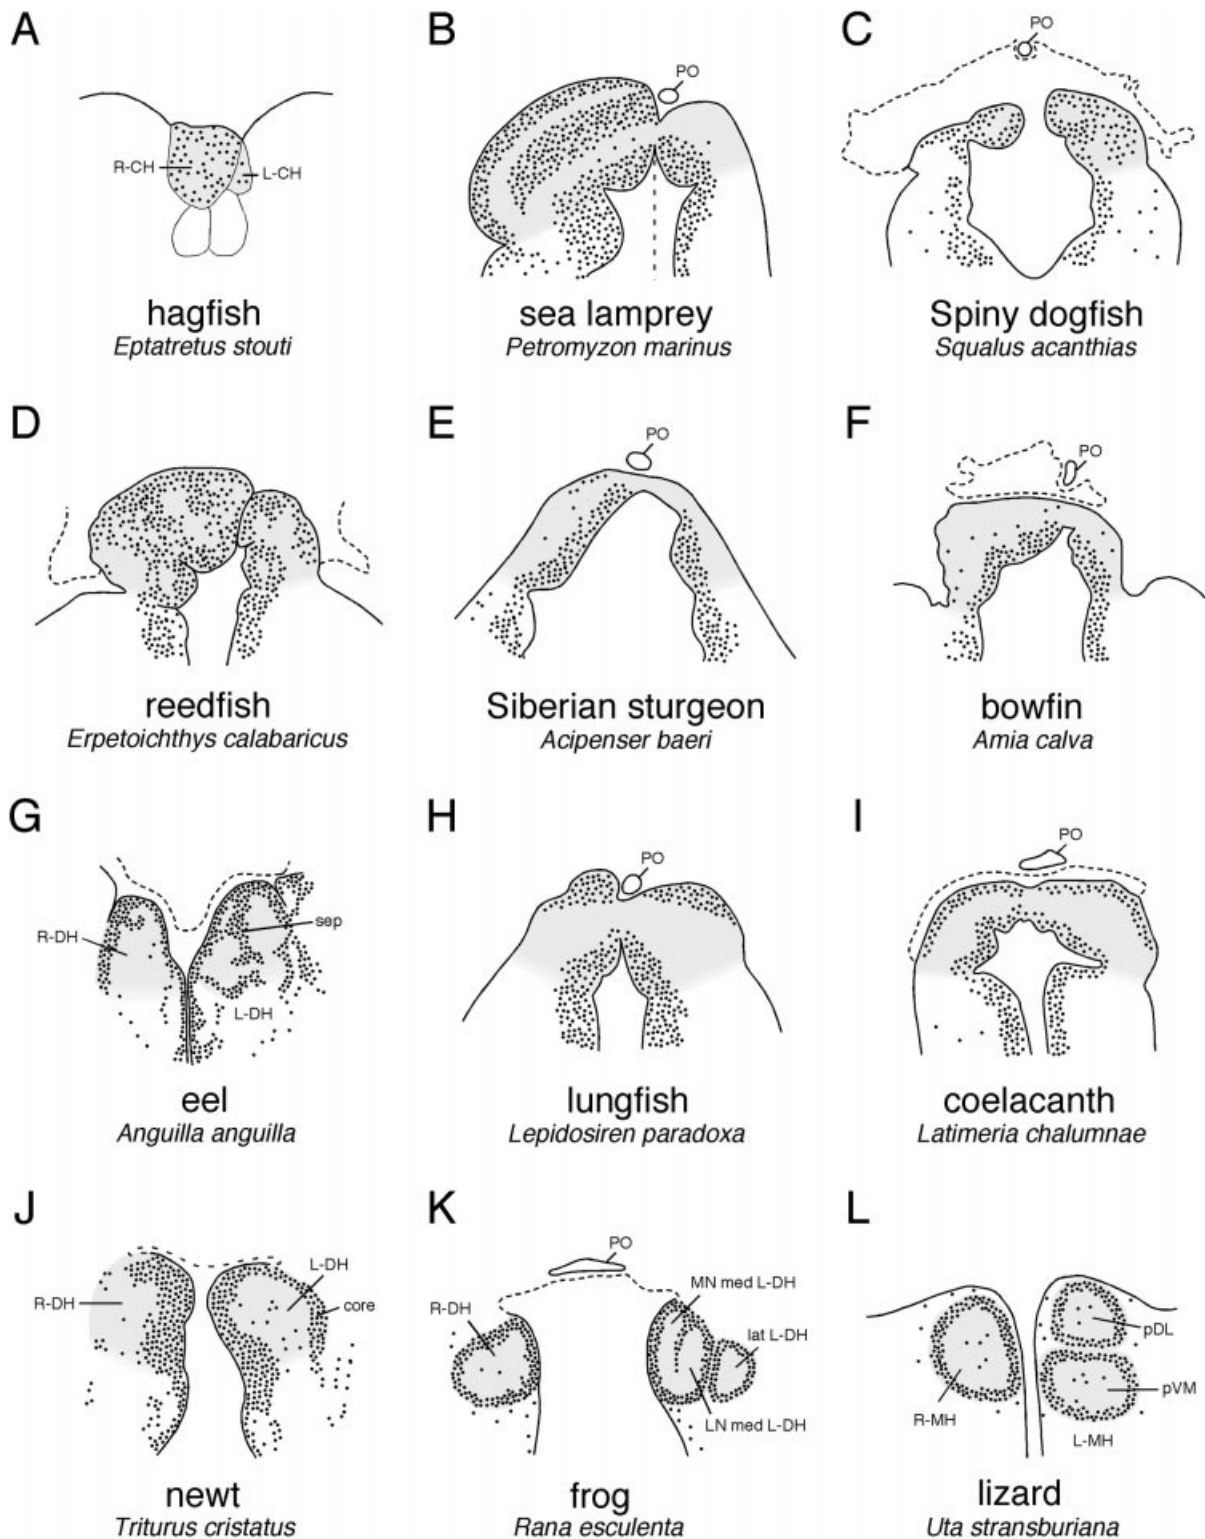 A
B
C
PO
PO
R-CH
L-CH
hagfish
Eptatretus stouti
sea lamprey
Petromyzon marinus
Spiny dogfish
Squalus acanthias
D
E
F
PO
PO
reedfish
Erpetoichthys calabaricus
Siberian sturgeon
Acipenser baeri
bowfin
Amia calva
G
H
I
PO
PO
R-DH
sep
L-DH
eel
Anguilla anguilla
lungfish
Lepidosiren paradoxa
coelacanth
Latimeria chalumnae
J
K
L
PO
L-DH
R-DH
core
MN med L-DH
R-DH
lat L-DH
LN med L-DH
pDL
pVM
R-MH
L-MH
newt
Triturus cristatus
frog
Rana esculenta
lizard
Uta stransburiana